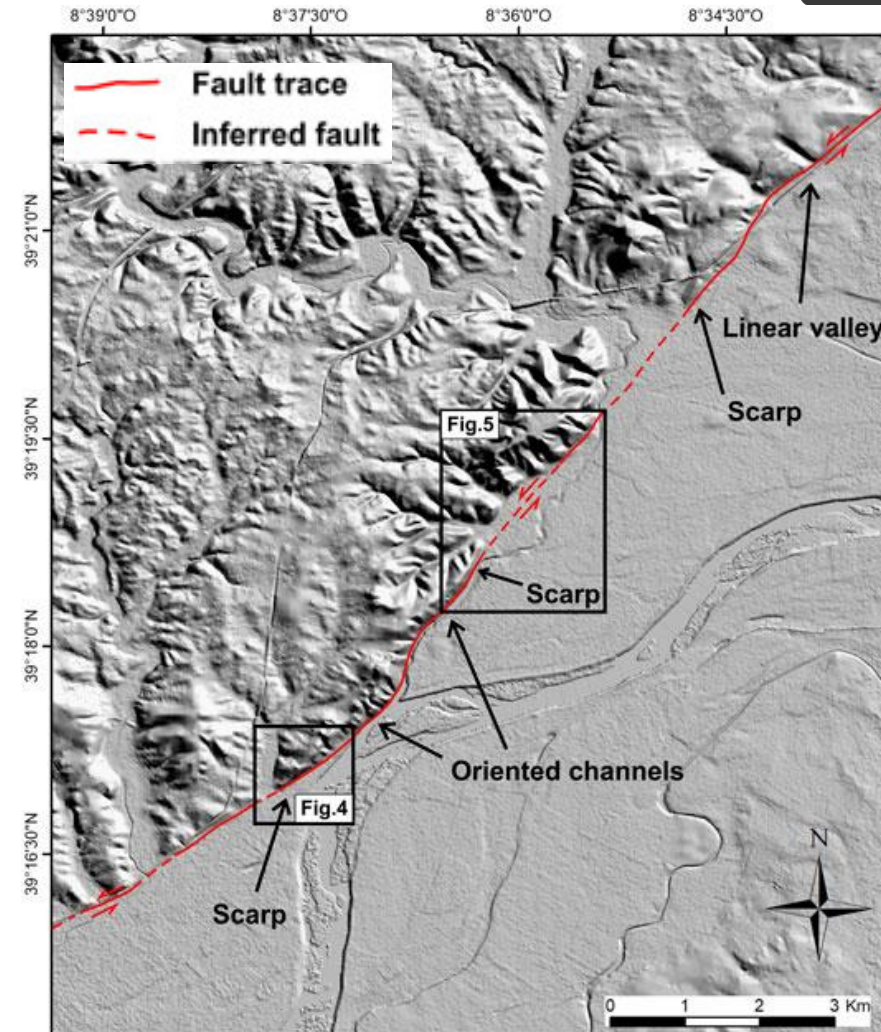 8°39'0"O 8°37'30"O 8°36'0"O 8°34'30"O
Fault trace
Inferred fault
39°21'0"N
Linear valley
Scarp
Fig.5
39°19'30"N
Scarp
39°18'0"N
Oriented channels
Fig.4
39°16'30"N
N
Scarp
0 1 2 3 Km